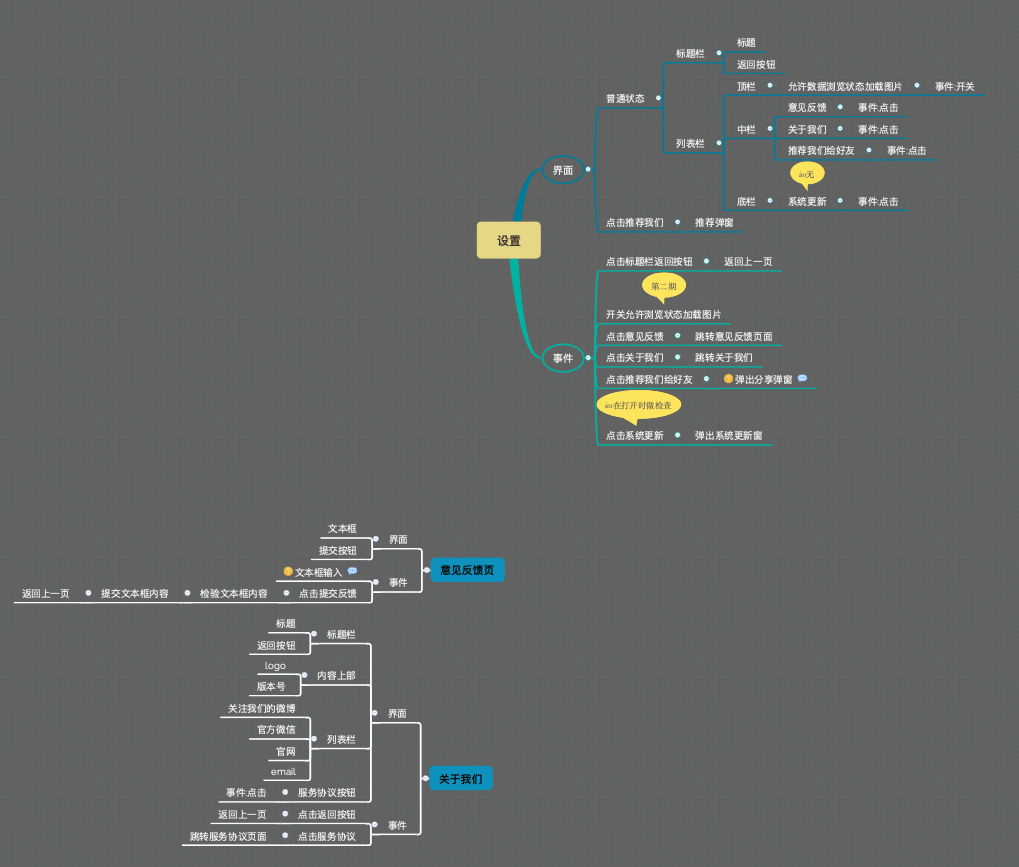 设置
界面
普通状态
标题栏
标题
返回按钮
列表栏
顶栏
允许数据浏览状态加载图片
事件:开关
中栏
意见反馈
事件:点击
关于我们
事件:点击
推荐我们给好友
事件:点击
ios无
底栏
系统更新
事件:点击
点击推荐我们
推荐弹窗
事件
点击标题栏返回按钮
返回上一页
第二期
开关允许浏览状态加载图片
点击意见反馈
跳转意见反馈页面
点击关于我们
跳转关于我们
点击推荐我们给好友
弹出分享弹窗
ios在打开时做检查
点击系统更新
弹出系统更新窗
意见反馈页
界面
文本框
提交按钮
事件
文本框输入
点击提交反馈
检验文本框内容
提交文本框内容
返回上一页
关于我们
界面
标题栏
标题
返回按钮
内容上部
logo
版本号
列表栏
关注我们的微博
官方微信
官网
email
服务协议按钮
事件:点击
事件
点击返回按钮
返回上一页
点击服务协议
跳转服务协议页面